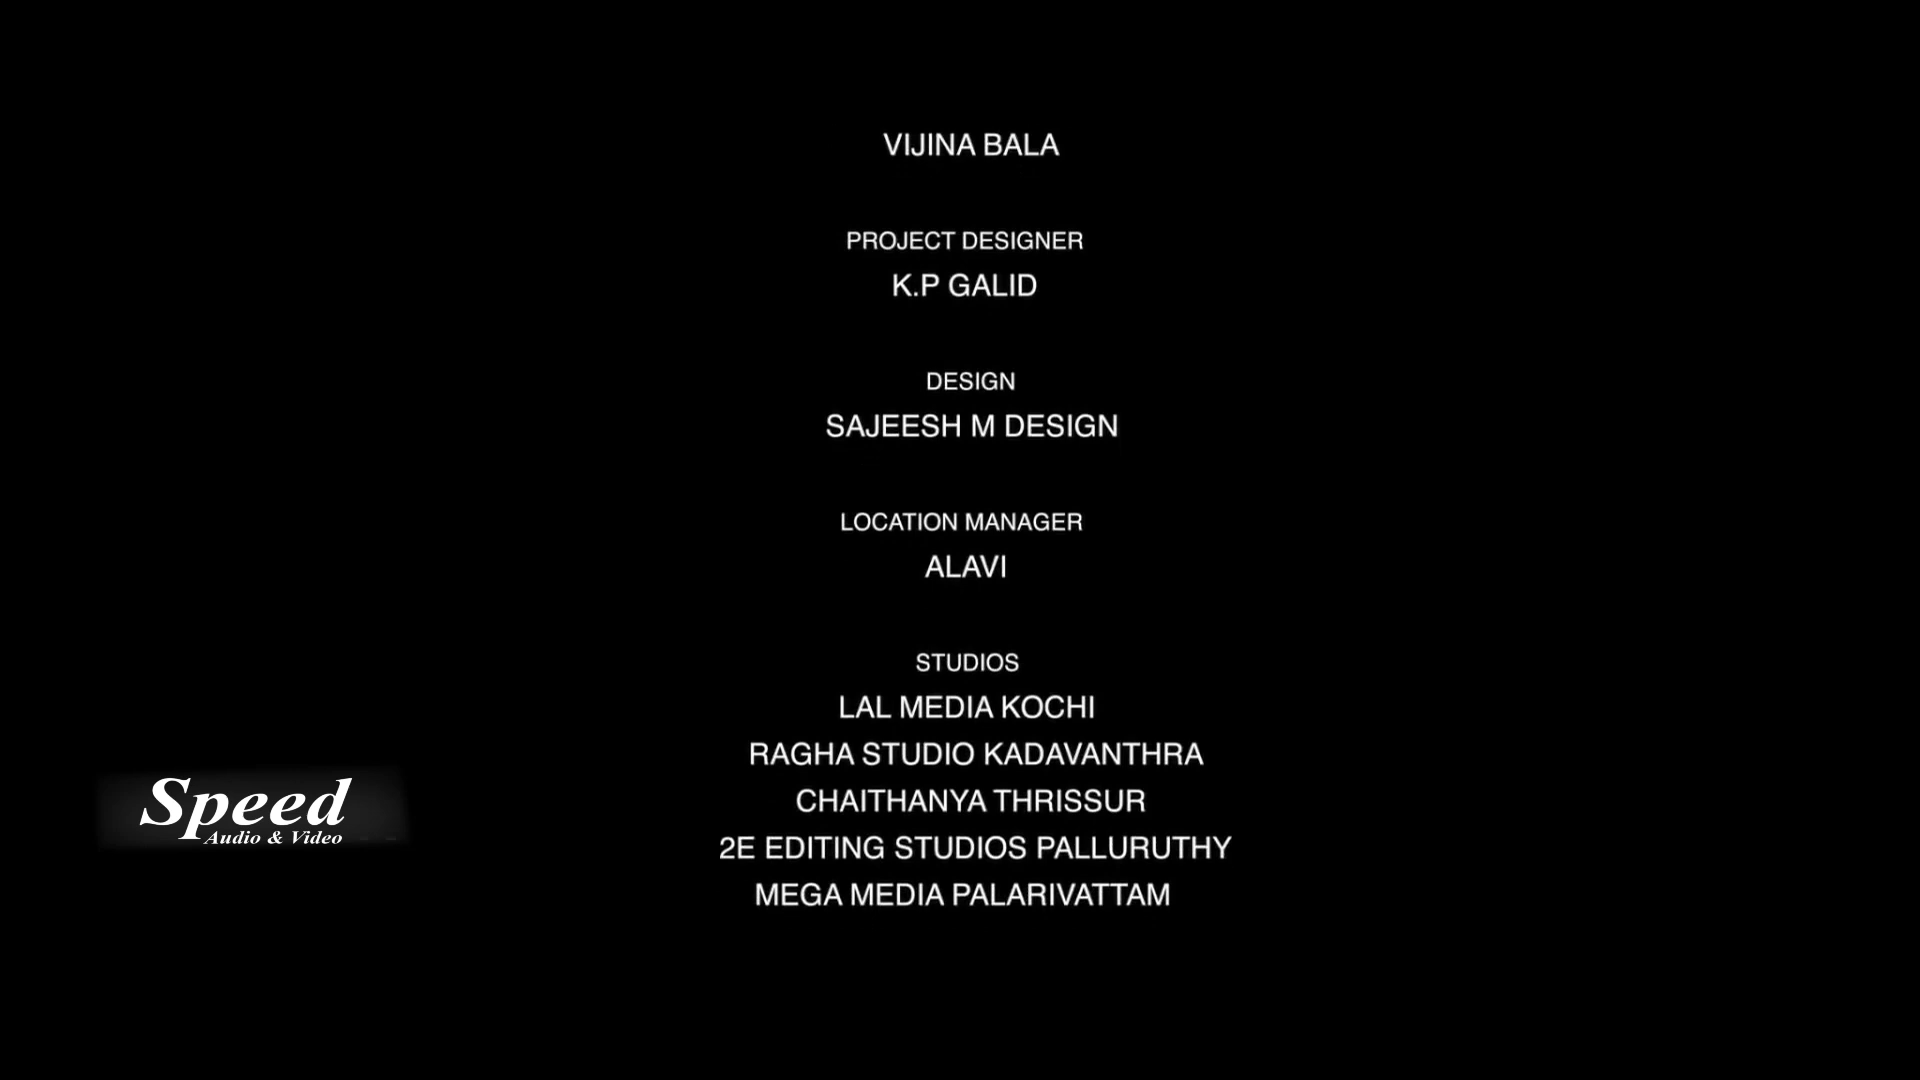 VIJINA BALA
PROJECT DESIGNER
K.P GALID
DESIGN
SAJEESH M DESIGN
LOCATION MANAGER
ALAVI
STUDIOS
LAL MEDIA KOCHI
RAGHA STUDIO KADAVANTHRA
CHAITHANYA THRISSUR
2E EDITING STUDIOS PALLURUTHY
MEGA MEDIA PALARIVATTAM
Speed
Audio & Video